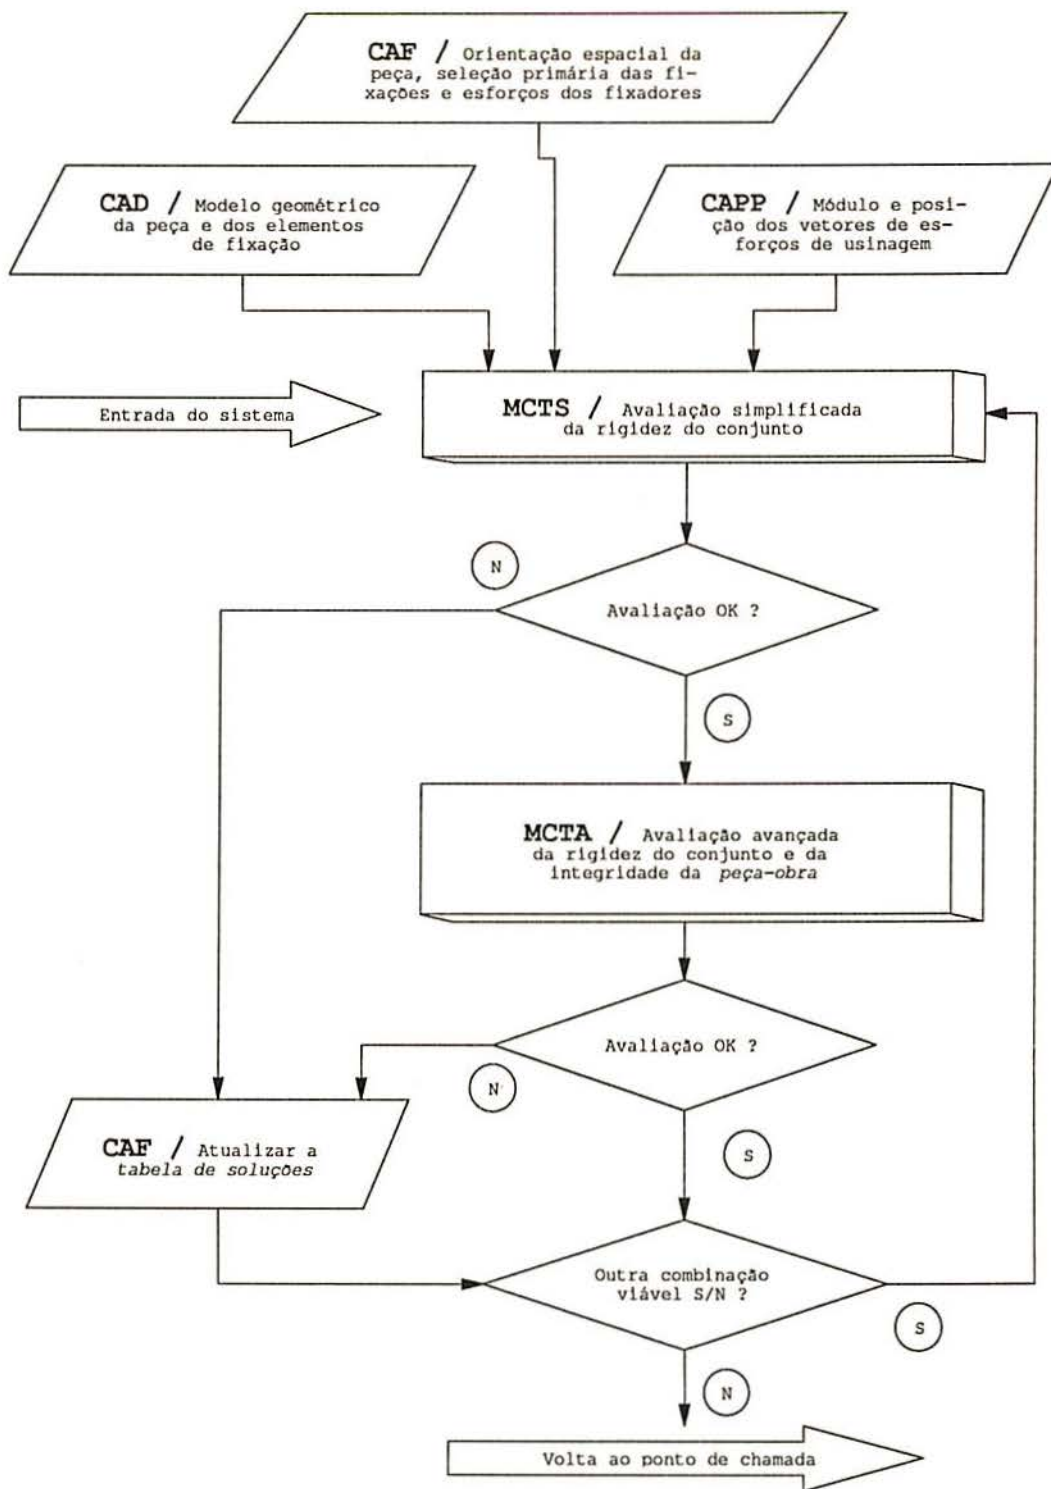 CAF / Orientação espacial da
peça, seleção primária das fi-
xações e esforços dos fixadores
CAD / Modelo geométrico
da peça e dos elementos
de fixação
CAPP / Módulo e posi-
ção dos vetores de es-
forços de usinagem
Entrada do sistema
MCTS / Avaliação simplificada
da rigidez do conjunto
N
Avaliação OK ?
S
MCTA / Avaliação avançada
da rigidez do conjunto e da
integridade da peça-obra
Avaliação OK ?
N
CAF / Atualizar a
tabela de soluções
S
Outra combinação
viável S/N ?
S
N
Volta ao ponto de chamada